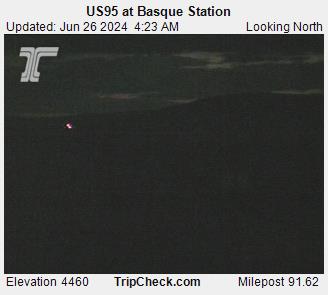 US95 at Basque Station
Updated: Jun 26 2024 4:23 AM Looking North
Elevation 4460 TripCheck.com Milepost 91.62